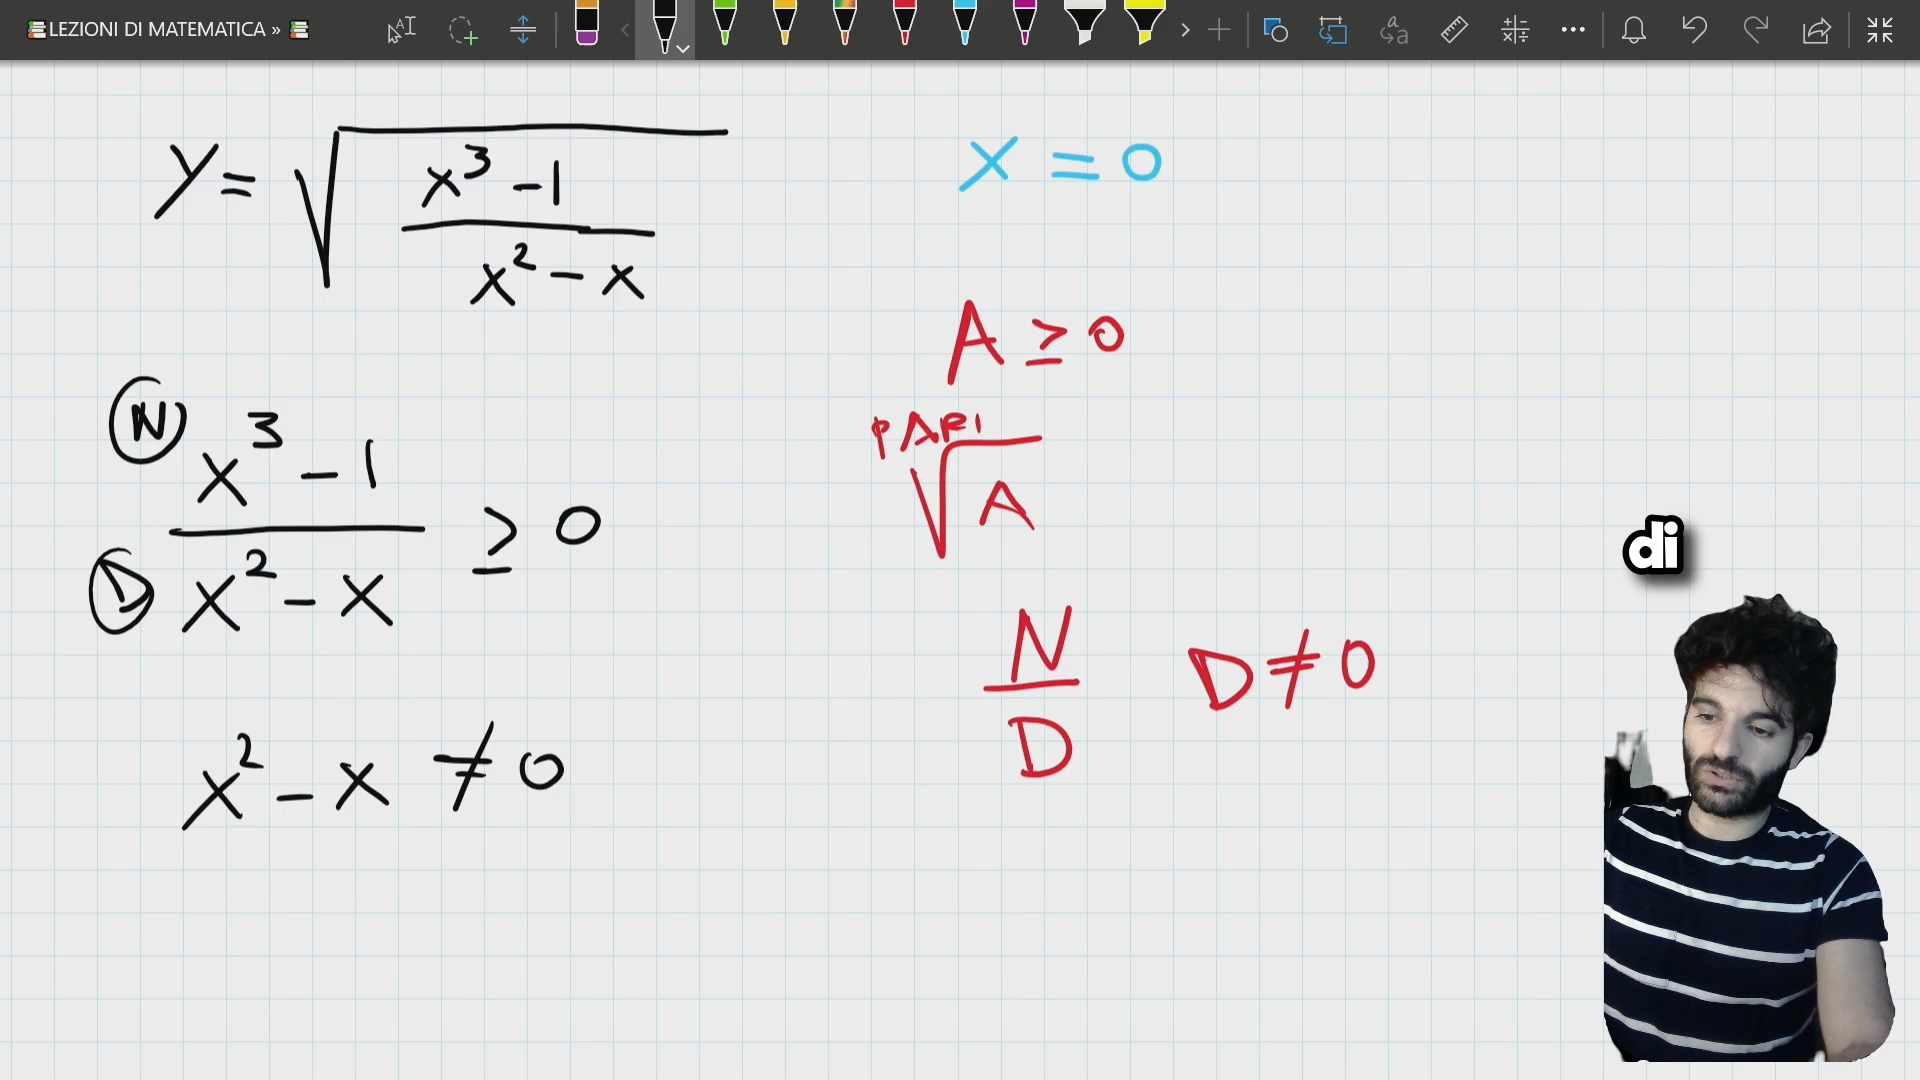 LEZIONI DI MATEMATICA »
y = √ x³ - 1
x² - x
x = 0
A ≥ 0
PARI
√A
N x³ - 1
D x² - x ≥ 0
N
D
D ≠ 0
x² - x ≠ 0
di